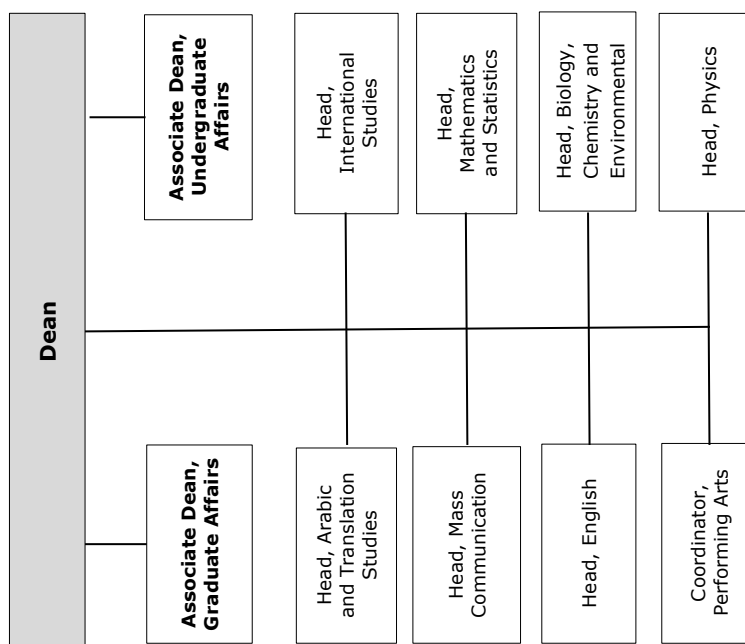 Dean
Associate Dean,
Graduate Affairs
Associate Dean,
Undergraduate
Affairs
Head, Arabic
and Translation
Studies
Head,
International
Studies
Head, Mass
Communication
Head,
Mathematics
and Statistics
Head, English
Head, Biology,
Chemistry and
Environmental
Coordinator,
Performing Arts
Head, Physics